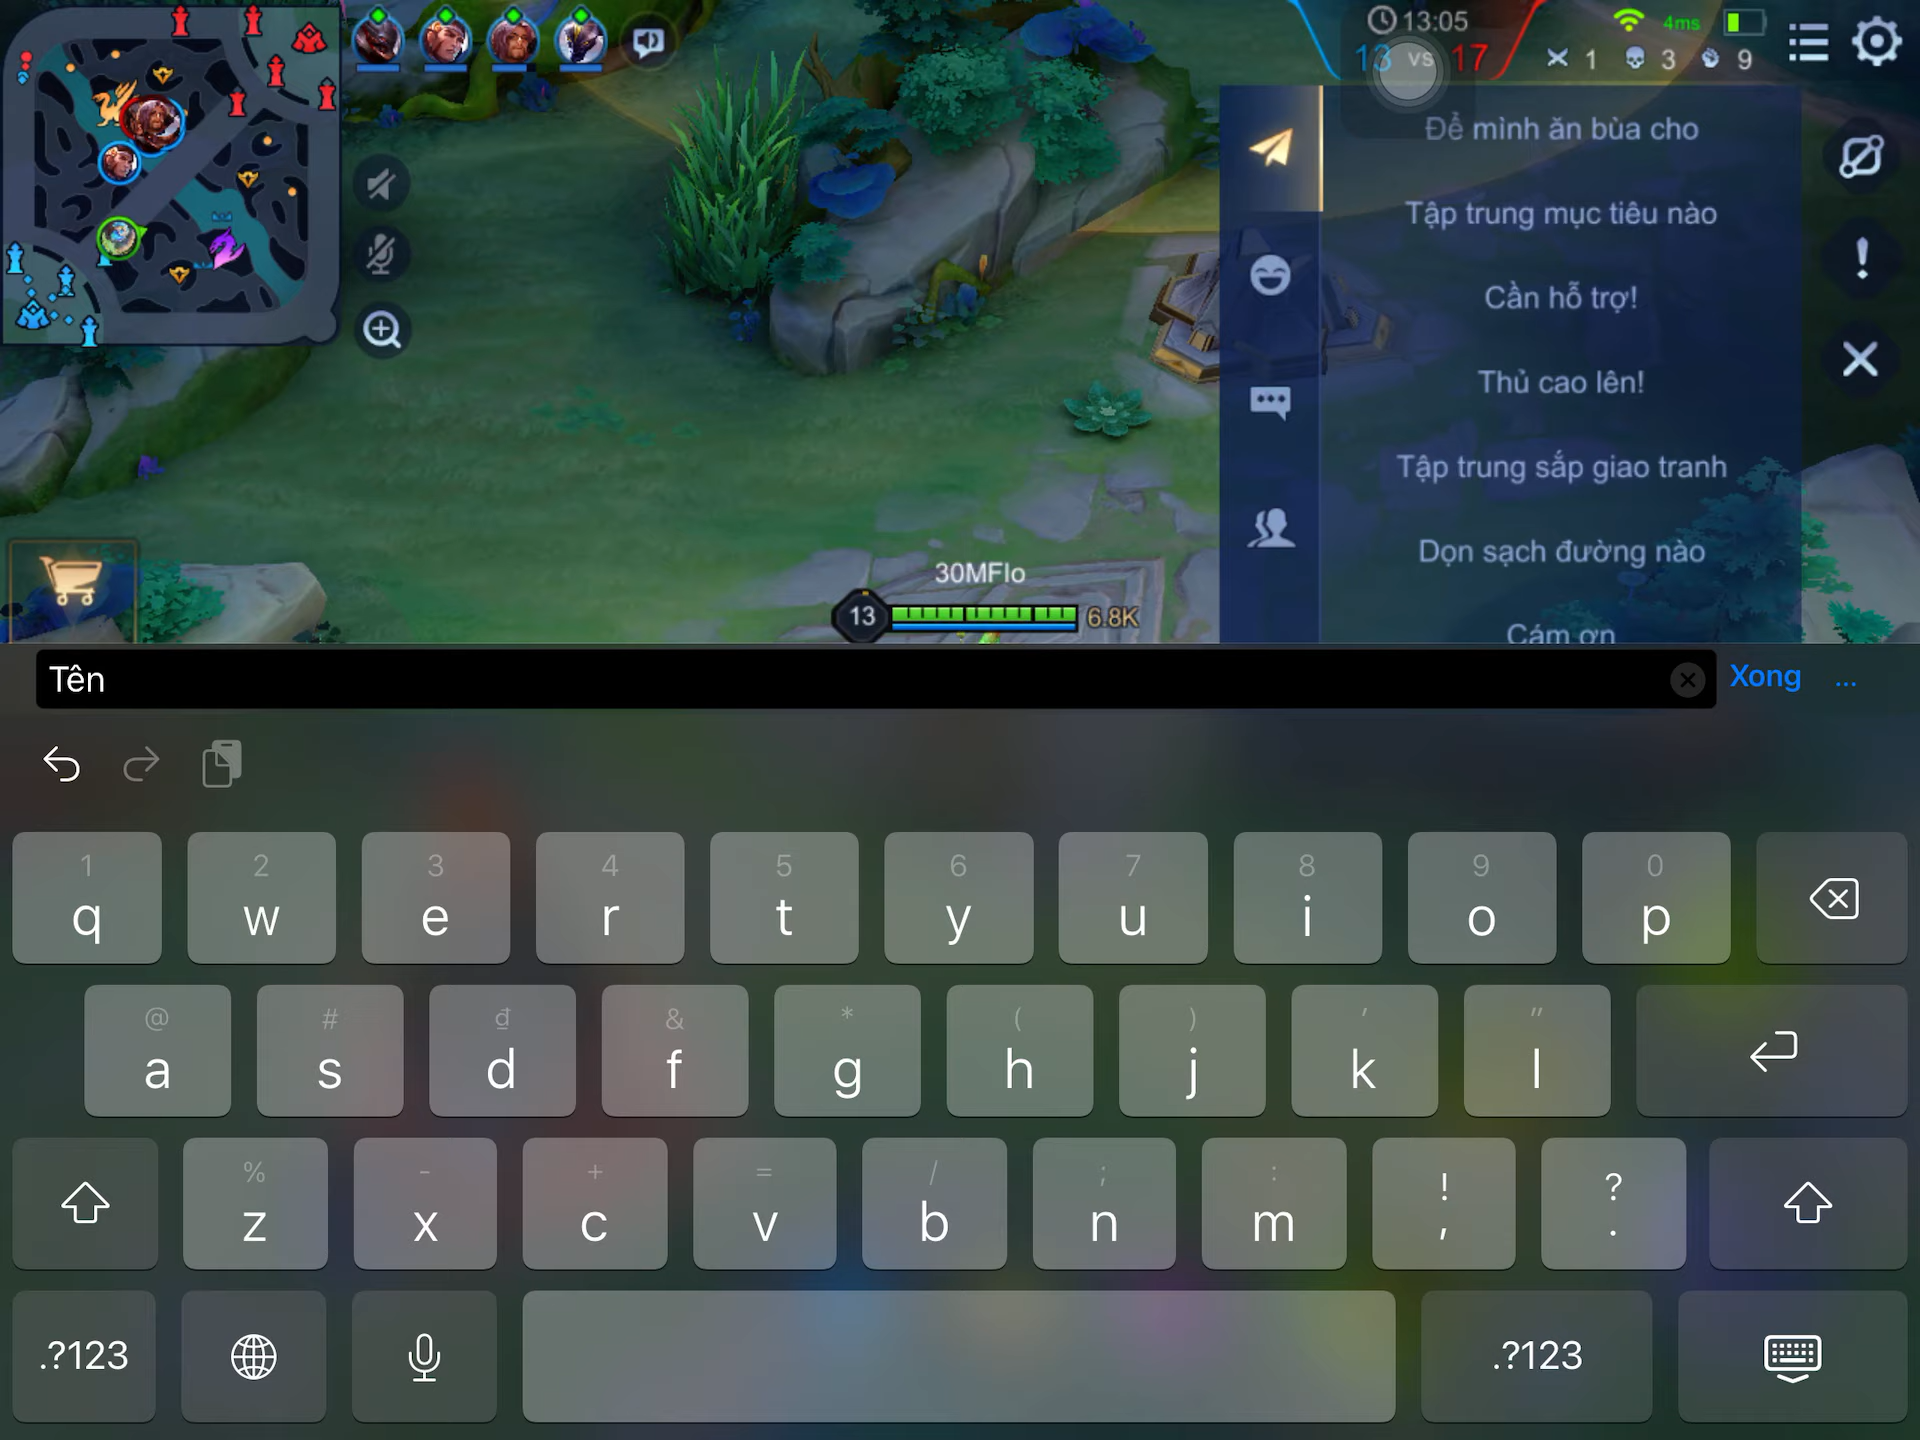 13:05
4ms
13 vs 17
1 3 9
Để mình ăn bùa cho
Tập trung mục tiêu nào
Cần hỗ trợ!
Thủ cao lên!
Tập trung sắp giao tranh
Dọn sạch đường nào
Cám ơn
30MFlo
13 6.8K
Tên
Xong ...
1 2 3 4 5 6 7 8 9 0
q w e r t y u i o p
@ # ₫ & * ( ) ' "
a s d f g h j k l
% - + = / ; : ! ?
z x c v b n m , .
.?123 .?123